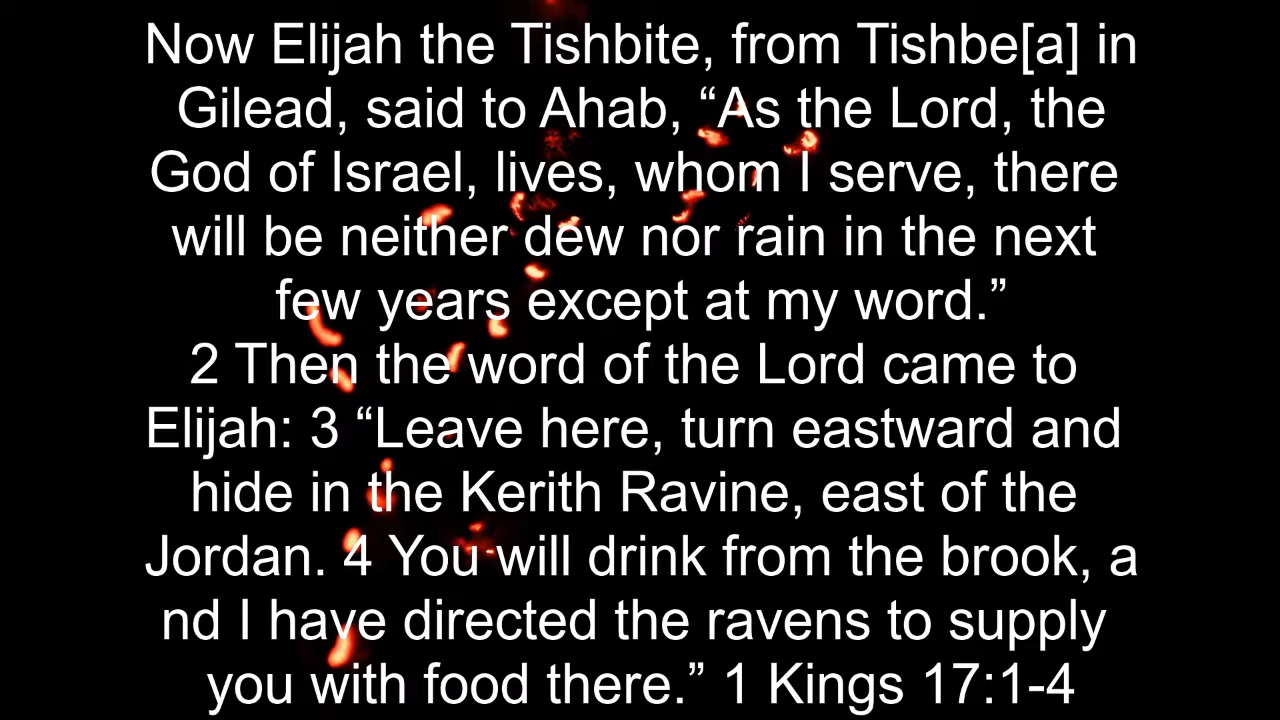 Now Elijah the Tishbite, from Tishbe[a] in
Gilead, said to Ahab, “As the Lord, the
God of Israel, lives, whom I serve, there
will be neither dew nor rain in the next
few years except at my word.”
2 Then the word of the Lord came to
Elijah: 3 “Leave here, turn eastward and
hide in the Kerith Ravine, east of the
Jordan. 4 You will drink from the brook, a
nd I have directed the ravens to supply
you with food there.” 1 Kings 17:1-4